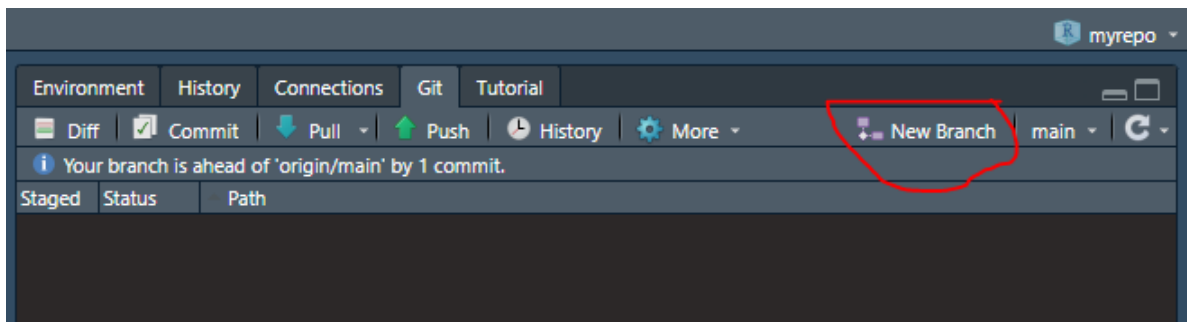 myrepo
Environment History Connections Git Tutorial
Diff Commit Pull Push History More New Branch main
Your branch is ahead of 'origin/main' by 1 commit.
Staged Status Path